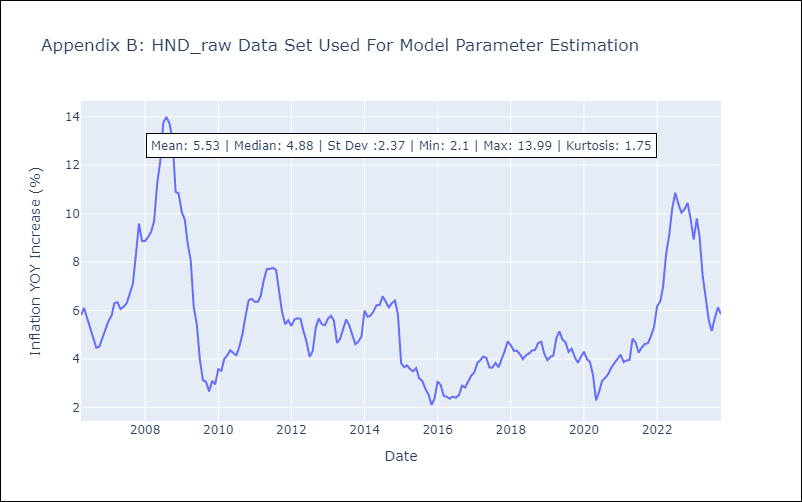 Appendix B: HND_raw Data Set Used For Model Parameter Estimation
14
Mean: 5.53 | Median: 4.88 | St Dev :2.37 | Min: 2.1 | Max: 13.99 | Kurtosis: 1.75
12
10
8
6
4
2
Inflation YOY Increase (%)
2008 2010 2012 2014 2016 2018 2020 2022
Date